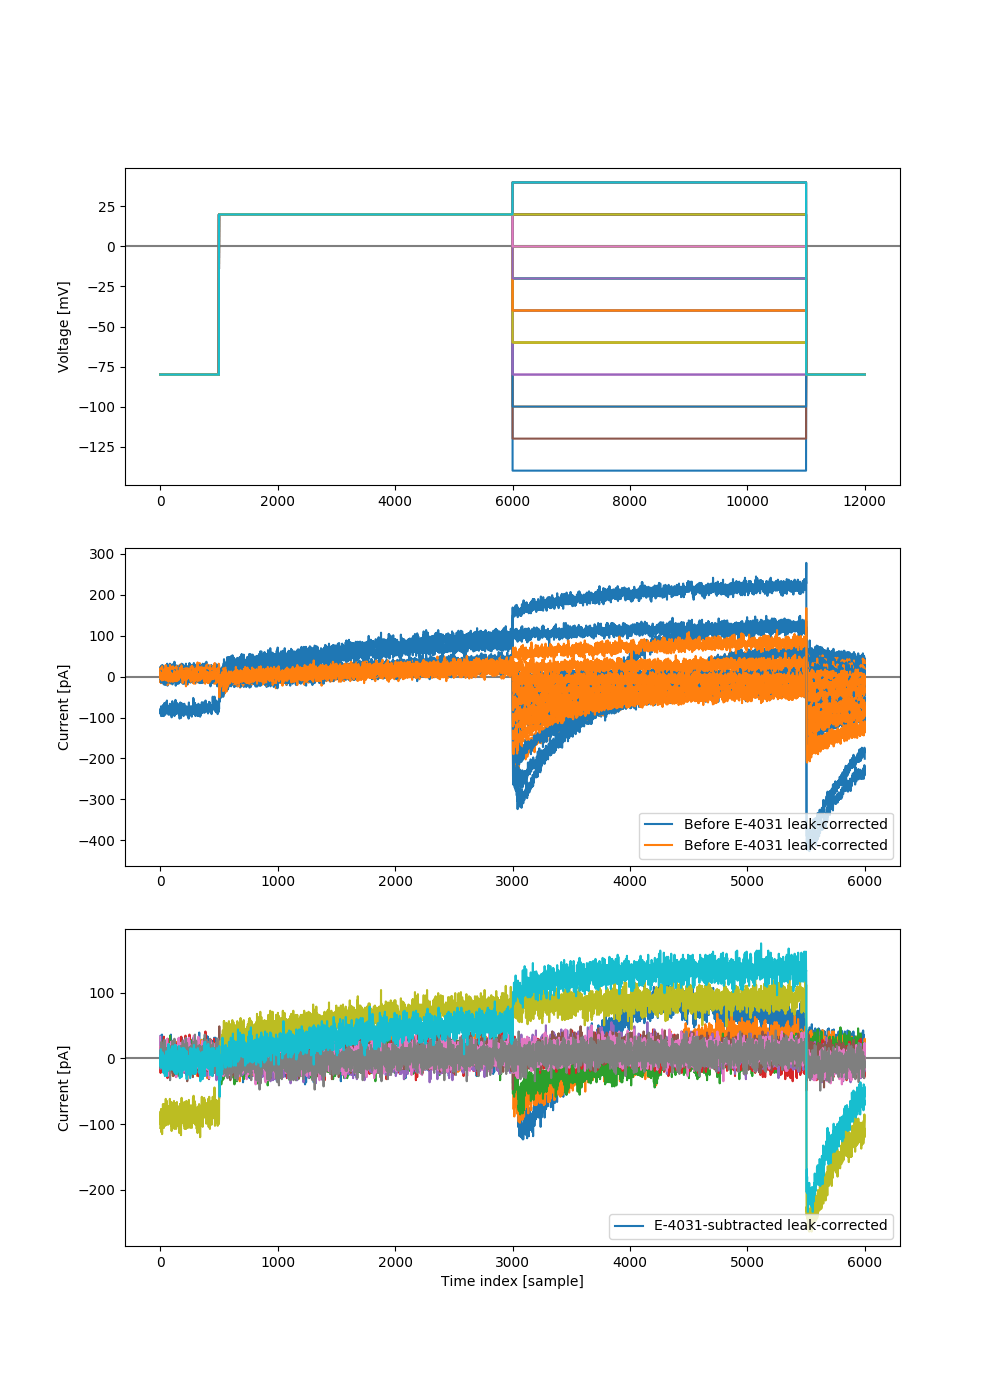 25
0
−25
−50
−75
−100
−125
Voltage [mV]
0 2000 4000 6000 8000 10000 12000
300
200
100
0
−100
−200
−300
−400
Current [pA]
Before E-4031 leak-corrected
Before E-4031 leak-corrected
0 1000 2000 3000 4000 5000 6000
100
0
−100
−200
Current [pA]
E-4031-subtracted leak-corrected
0 1000 2000 3000 4000 5000 6000
Time index [sample]